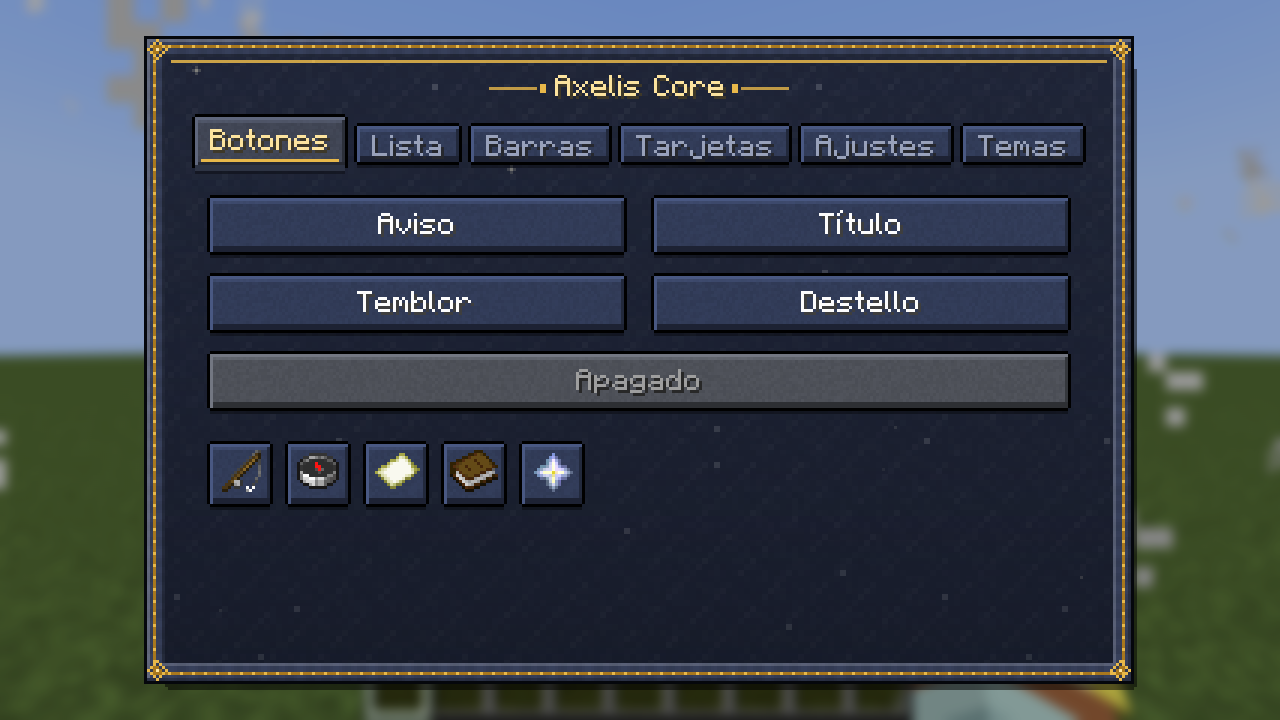 Axelis Core
Botones Lista Barras Tarjetas Ajustes Temas
Aviso Título
Temblor Destello
Apagado